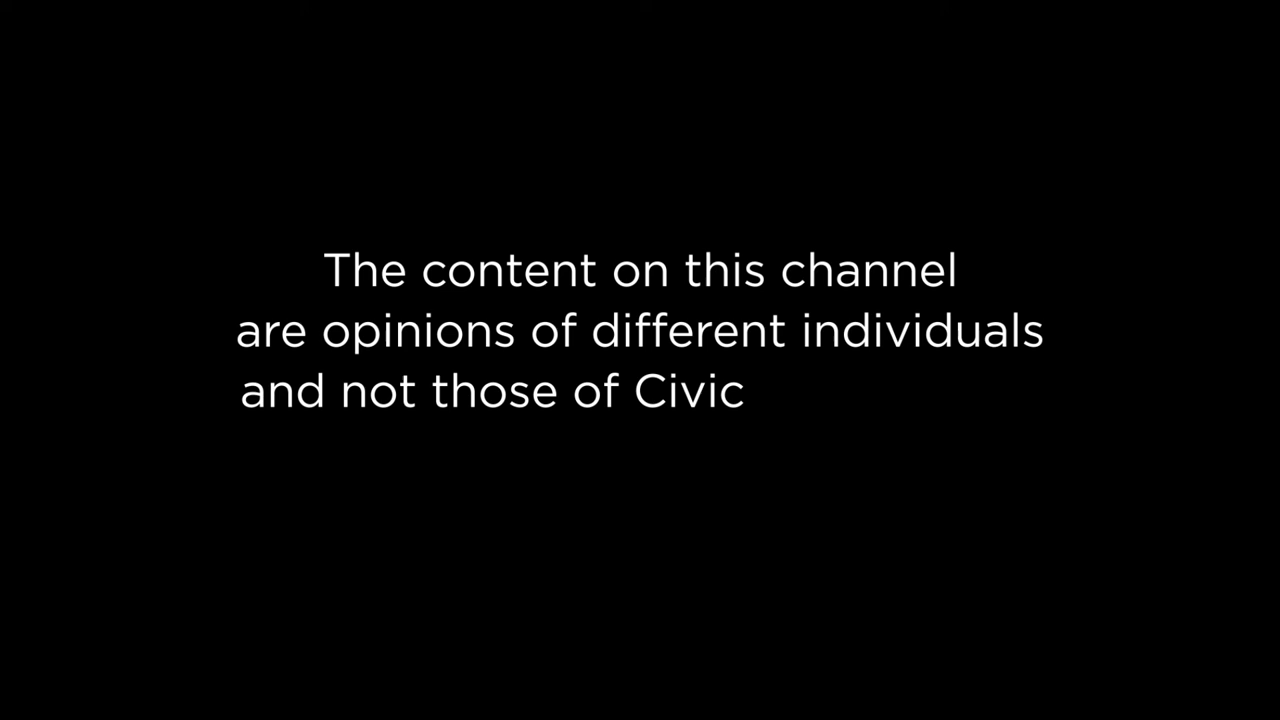 The content on this channel
are opinions of different individuals
and not those of Civic